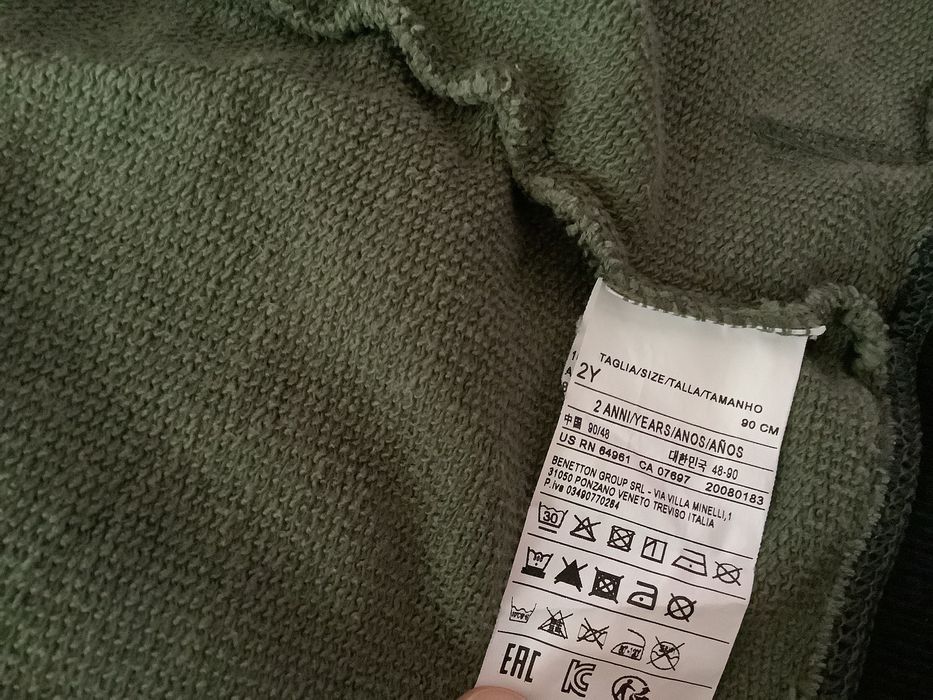 TAGLIA/SIZE/TALLA/TAMANHO
2Y 90 CM
2 ANNI/YEARS/ANOS/AÑOS
中国 90/48 대한민국 48-90
US RN 64961 CA 07697 20080183
BENETTON GROUP SRL - VIA VILLA MINELLI,1
31050 PONZANO VENETO TREVISO ITALIA
P.iva 03490770264
30
EAC